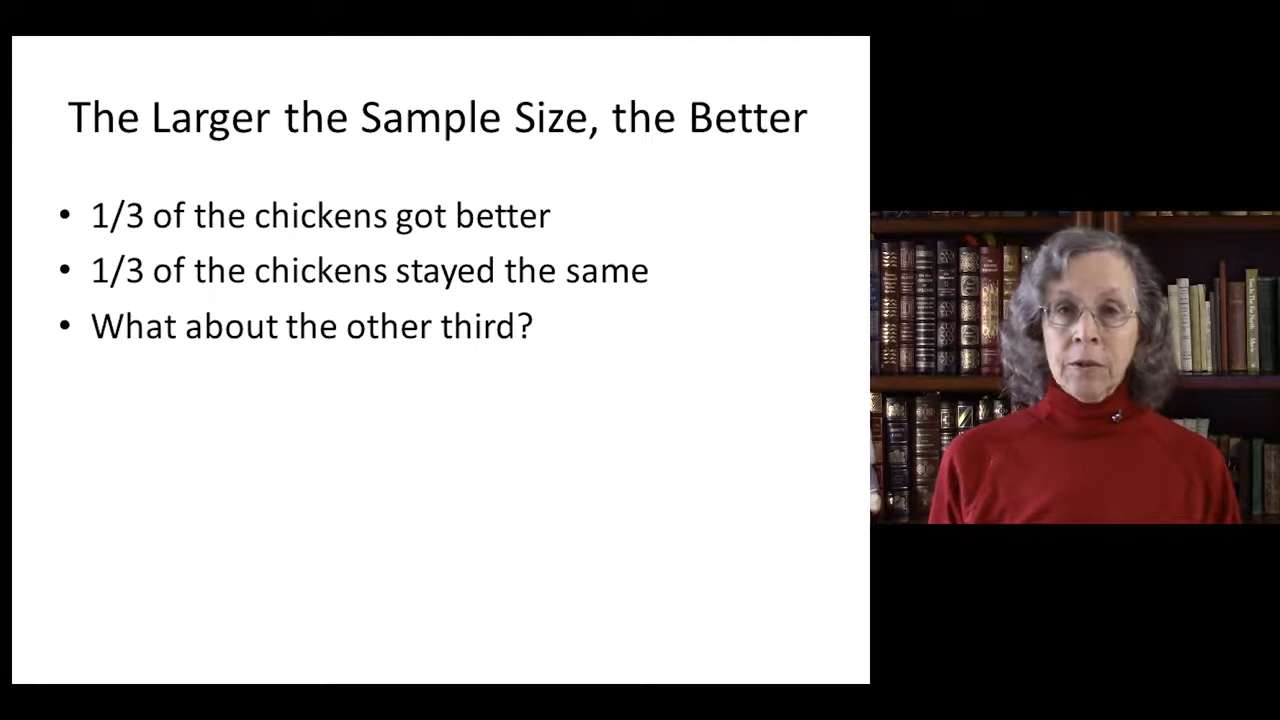 The Larger the Sample Size, the Better
• 1/3 of the chickens got better
• 1/3 of the chickens stayed the same
• What about the other third?